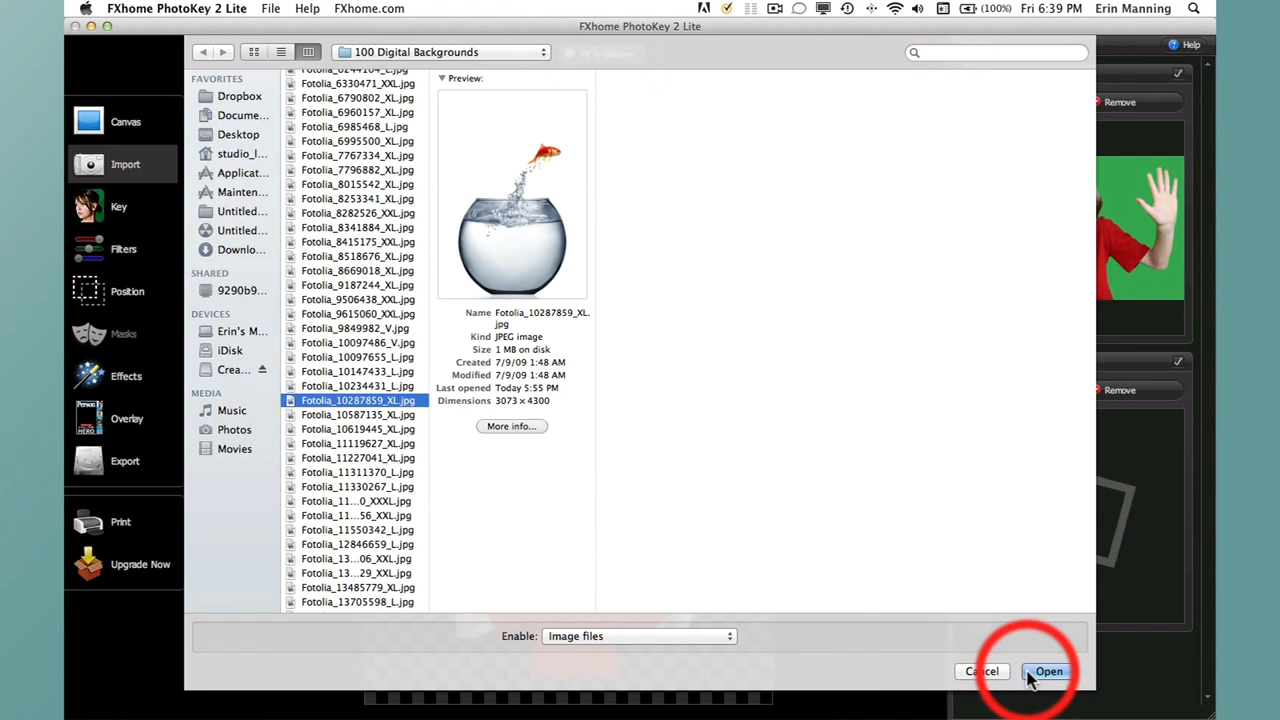 FXhome PhotoKey 2 Lite File Help FXhome.com (100%) Fri 6:39 PM Erin Manning
FXhome PhotoKey 2 Lite
Help
Canvas
Import
Key
Filters
Position
Masks
Effects
Overlay
Export
Print
Upgrade Now
100 Digital Backgrounds
FAVORITES
Dropbox
Docume...
Desktop
studio_l...
Applicat...
Mainten...
Untitled...
Untitled...
Downlo...
SHARED
9290b9...
DEVICES
Erin's M...
iDisk
Crea...
MEDIA
Music
Photos
Movies
Fotolia_6330471_XXL.jpg
Fotolia_6790802_XL.jpg
Fotolia_6960157_XL.jpg
Fotolia_6985468_L.jpg
Fotolia_6995500_XL.jpg
Fotolia_7767334_XL.jpg
Fotolia_7796882_XL.jpg
Fotolia_8015542_XL.jpg
Fotolia_8253341_XL.jpg
Fotolia_8282526_XXL.jpg
Fotolia_8341884_XL.jpg
Fotolia_8415175_XXL.jpg
Fotolia_8518676_XL.jpg
Fotolia_8669018_XL.jpg
Fotolia_9187244_XL.jpg
Fotolia_9506438_XXL.jpg
Fotolia_9615060_XXL.jpg
Fotolia_9849982_V.jpg
Fotolia_10097486_V.jpg
Fotolia_10097655_L.jpg
Fotolia_10147433_L.jpg
Fotolia_10234431_L.jpg
Fotolia_10287859_XL.jpg
Fotolia_10587135_XL.jpg
Fotolia_10619445_XL.jpg
Fotolia_11119627_XL.jpg
Fotolia_11227041_XL.jpg
Fotolia_11311370_L.jpg
Fotolia_11330267_L.jpg
Fotolia_11...0_XXXL.jpg
Fotolia_11...56_XXL.jpg
Fotolia_11550342_L.jpg
Fotolia_12846659_L.jpg
Fotolia_13...06_XXL.jpg
Fotolia_13...29_XXL.jpg
Fotolia_13485779_XL.jpg
Fotolia_13705598_L.jpg
Preview:
Name Fotolia_10287859_XL.
jpg
Kind JPEG image
Size 1 MB on disk
Created 7/9/09 1:48 AM
Modified 7/9/09 1:48 AM
Last opened Today 5:55 PM
Dimensions 3073 × 4300
More info...
Remove
Remove
Enable: Image files
Cancel Open